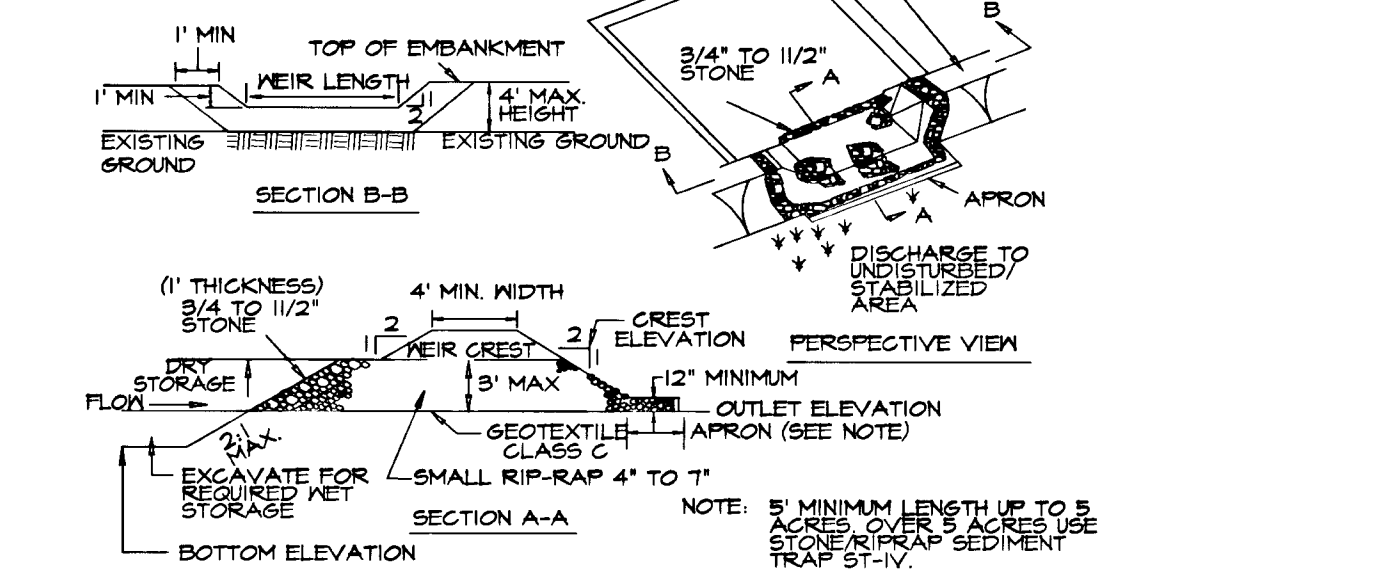 1' MIN
TOP OF EMBANKMENT
WEIR LENGTH
1' MIN
1
2
4' MAX.
HEIGHT
EXISTING
GROUND
EXISTING GROUND
SECTION B-B
B
3/4" TO 11/2"
STONE
A
B
APRON
A
DISCHARGE TO
UNDISTURBED/
STABILIZED
AREA
PERSPECTIVE VIEW
(1' THICKNESS)
3/4 TO 11/2"
STONE
4' MIN. WIDTH
2
1
2
1
CREST
ELEVATION
WEIR CREST
DRY
STORAGE
3' MAX
12" MINIMUM
FLOW
OUTLET ELEVATION
2:1
MAX.
GEOTEXTILE
CLASS C
APRON (SEE NOTE)
EXCAVATE FOR
REQUIRED WET
STORAGE
SMALL RIP-RAP 4" TO 7"
SECTION A-A
BOTTOM ELEVATION
NOTE: 5' MINIMUM LENGTH UP TO 5
ACRES. OVER 5 ACRES USE
STONE/RIPRAP SEDIMENT
TRAP ST-IV.